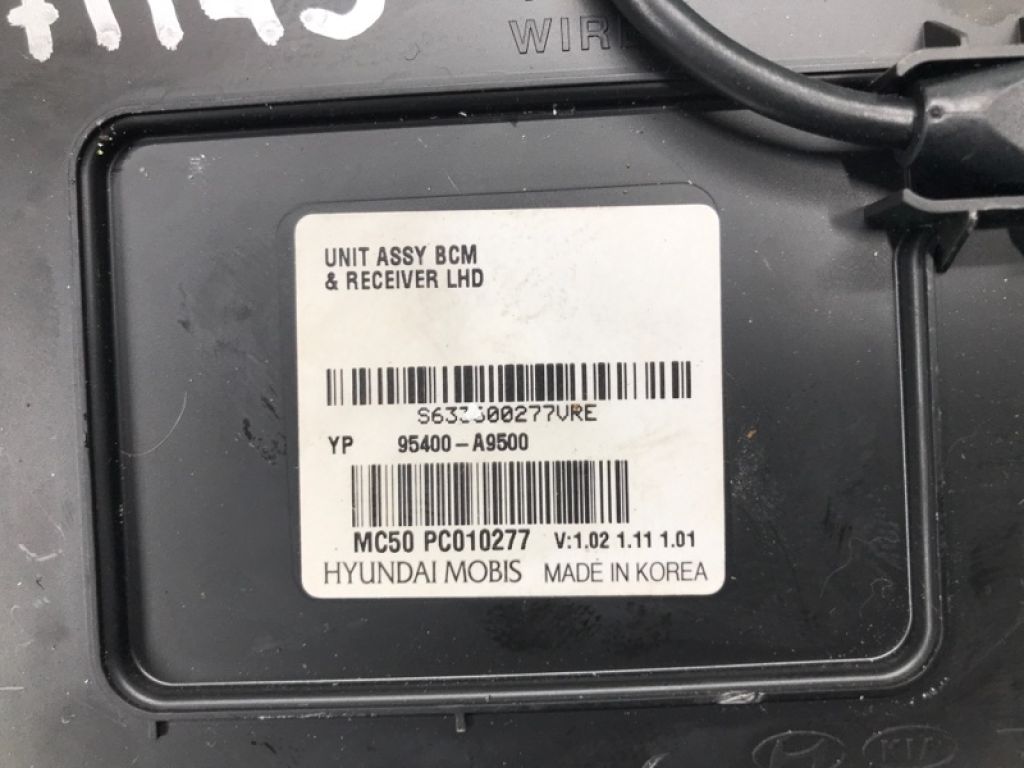 WIRE
UNIT ASSY BCM
& RECEIVER LHD
YP 95400-A9500
MC50 PC010277 V:1.02 1.11 1.01
HYUNDAI MOBIS MADE IN KOREA